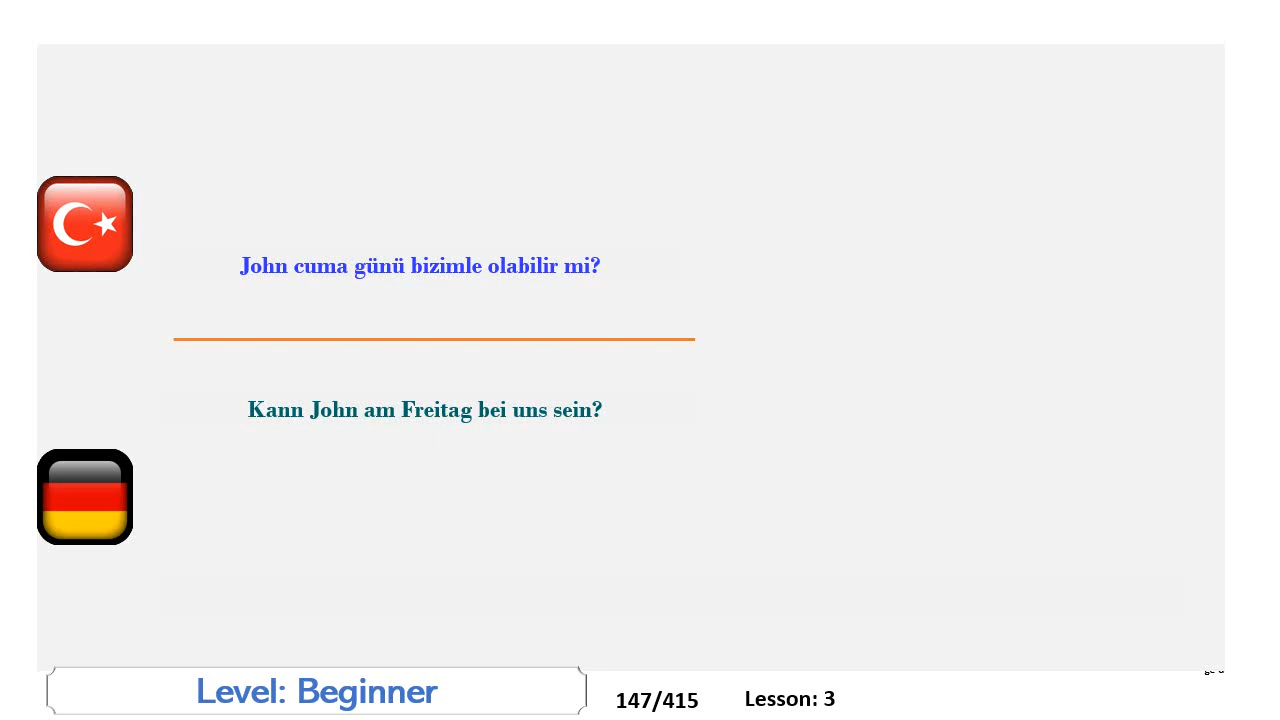 John cuma günü bizimle olabilir mi?
Kann John am Freitag bei uns sein?
Level: Beginner
147/415
Lesson: 3